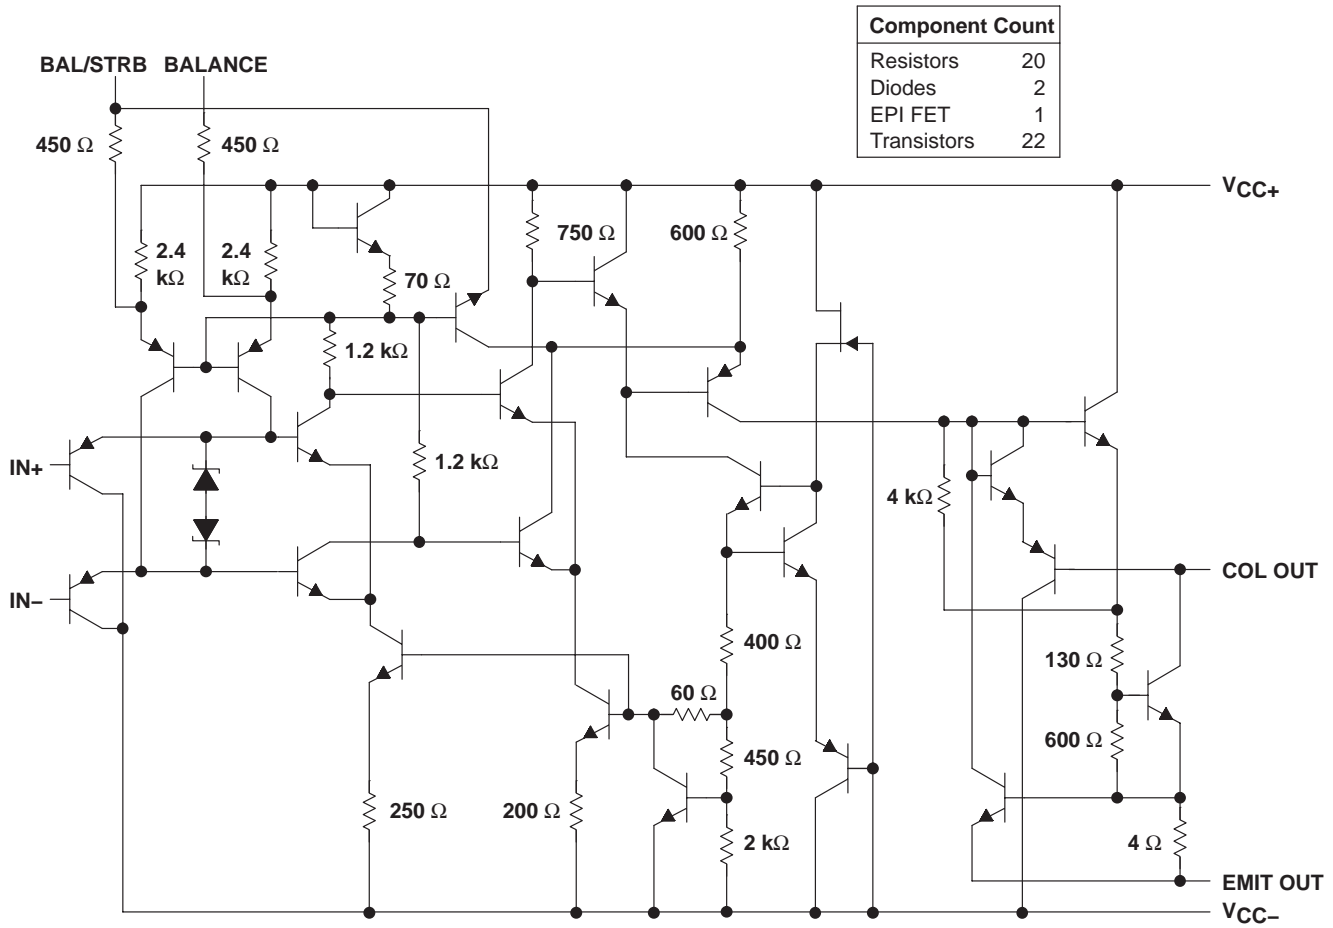 Component Count
Resistors 20
Diodes 2
EPI FET 1
Transistors 22
BAL/STRB BALANCE
450 Ω 450 Ω
VCC+
750 Ω 600 Ω
2.4 kΩ 2.4 kΩ
70 Ω
1.2 kΩ
IN+
1.2 kΩ
4 kΩ
COL OUT
IN–
400 Ω
130 Ω
60 Ω
600 Ω
450 Ω
250 Ω 200 Ω
2 kΩ 4 Ω
EMIT OUT
VCC–